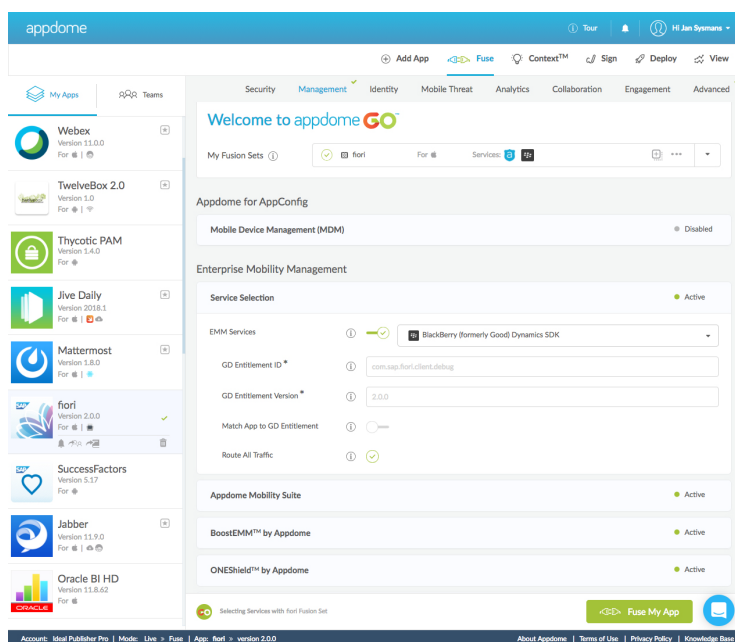 appdome
Tour
Hi Jan Sysmans
Add App
Fuse
Context™
Sign
Deploy
View
My Apps
Teams
Security
Management
Identity
Mobile Threat
Analytics
Collaboration
Engagement
Advanced
Webex
Version 11.0.0
For
TwelveBox 2.0
Version 1.0
For
Thycotic PAM
Version 1.4.0
For
Jive Daily
Version 2018.1
For
Mattermost
Version 1.8.0
For
SAP
fiori
Version 2.0.0
For
SAP
SuccessFactors
Version 5.17
For
Jabber
Version 11.9.0
For
Oracle BI HD
Version 11.8.62
For
ORACLE
Welcome to appdome GO™
My Fusion Sets
fiori
For
Services:
Appdome for AppConfig
Mobile Device Management (MDM)
Disabled
Enterprise Mobility Management
Service Selection
Active
EMM Services
BlackBerry (formerly Good) Dynamics SDK
GD Entitlement ID *
com.sap.fiori.client.debug
GD Entitlement Version *
2.0.0
Match App to GD Entitlement
Route All Traffic
Appdome Mobility Suite
Active
BoostEMM™ by Appdome
Active
ONEShield™ by Appdome
Active
Selecting Services with fiori Fusion Set
Fuse My App
Account: Ideal Publisher Pro | Mode: Live > Fuse | App: fiori > version 2.0.0
About Appdome | Terms of Use | Privacy Policy | Knowledge Base